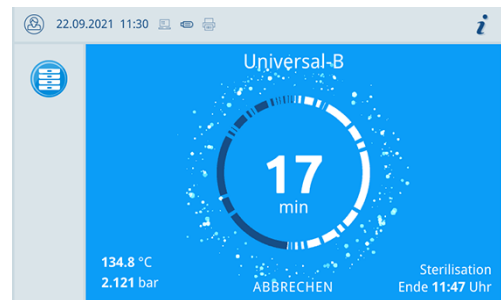 22.09.2021 11:30
i
Universal-B
17
min
134.8 °C
2.121 bar
ABBRECHEN
Sterilisation
Ende 11:47 Uhr